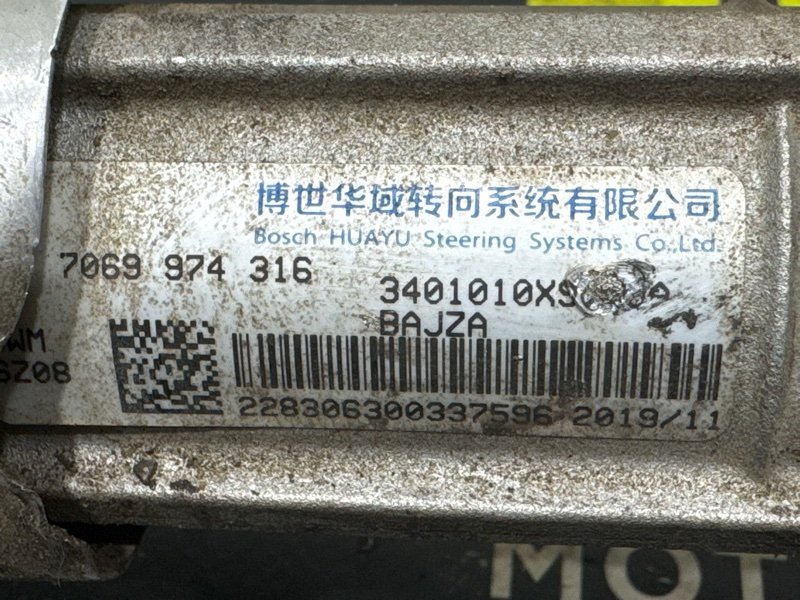 博世华域转向系统有限公司
Bosch HUAYU Steering Systems Co.,Ltd.
7069 974 316
BAJZA
WM
SZ08
228306300337596 2019/11
MOT